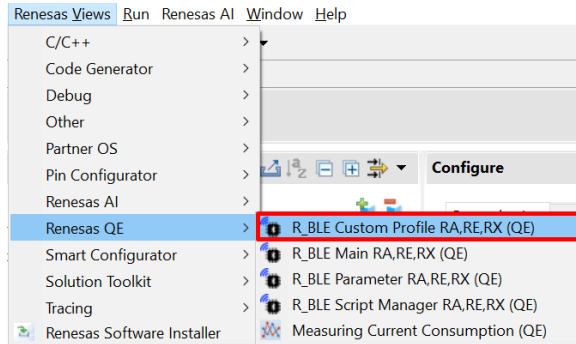 Renesas Views Run Renesas AI Window Help
C/C++
Code Generator
Debug
Other
Partner OS
Pin Configurator
Configure
Renesas AI
Renesas QE
R_BLE Custom Profile RA,RE,RX (QE)
Smart Configurator
R_BLE Main RA,RE,RX (QE)
Solution Toolkit
R_BLE Parameter RA,RE,RX (QE)
Tracing
R_BLE Script Manager RA,RE,RX (QE)
Renesas Software Installer
Measuring Current Consumption (QE)